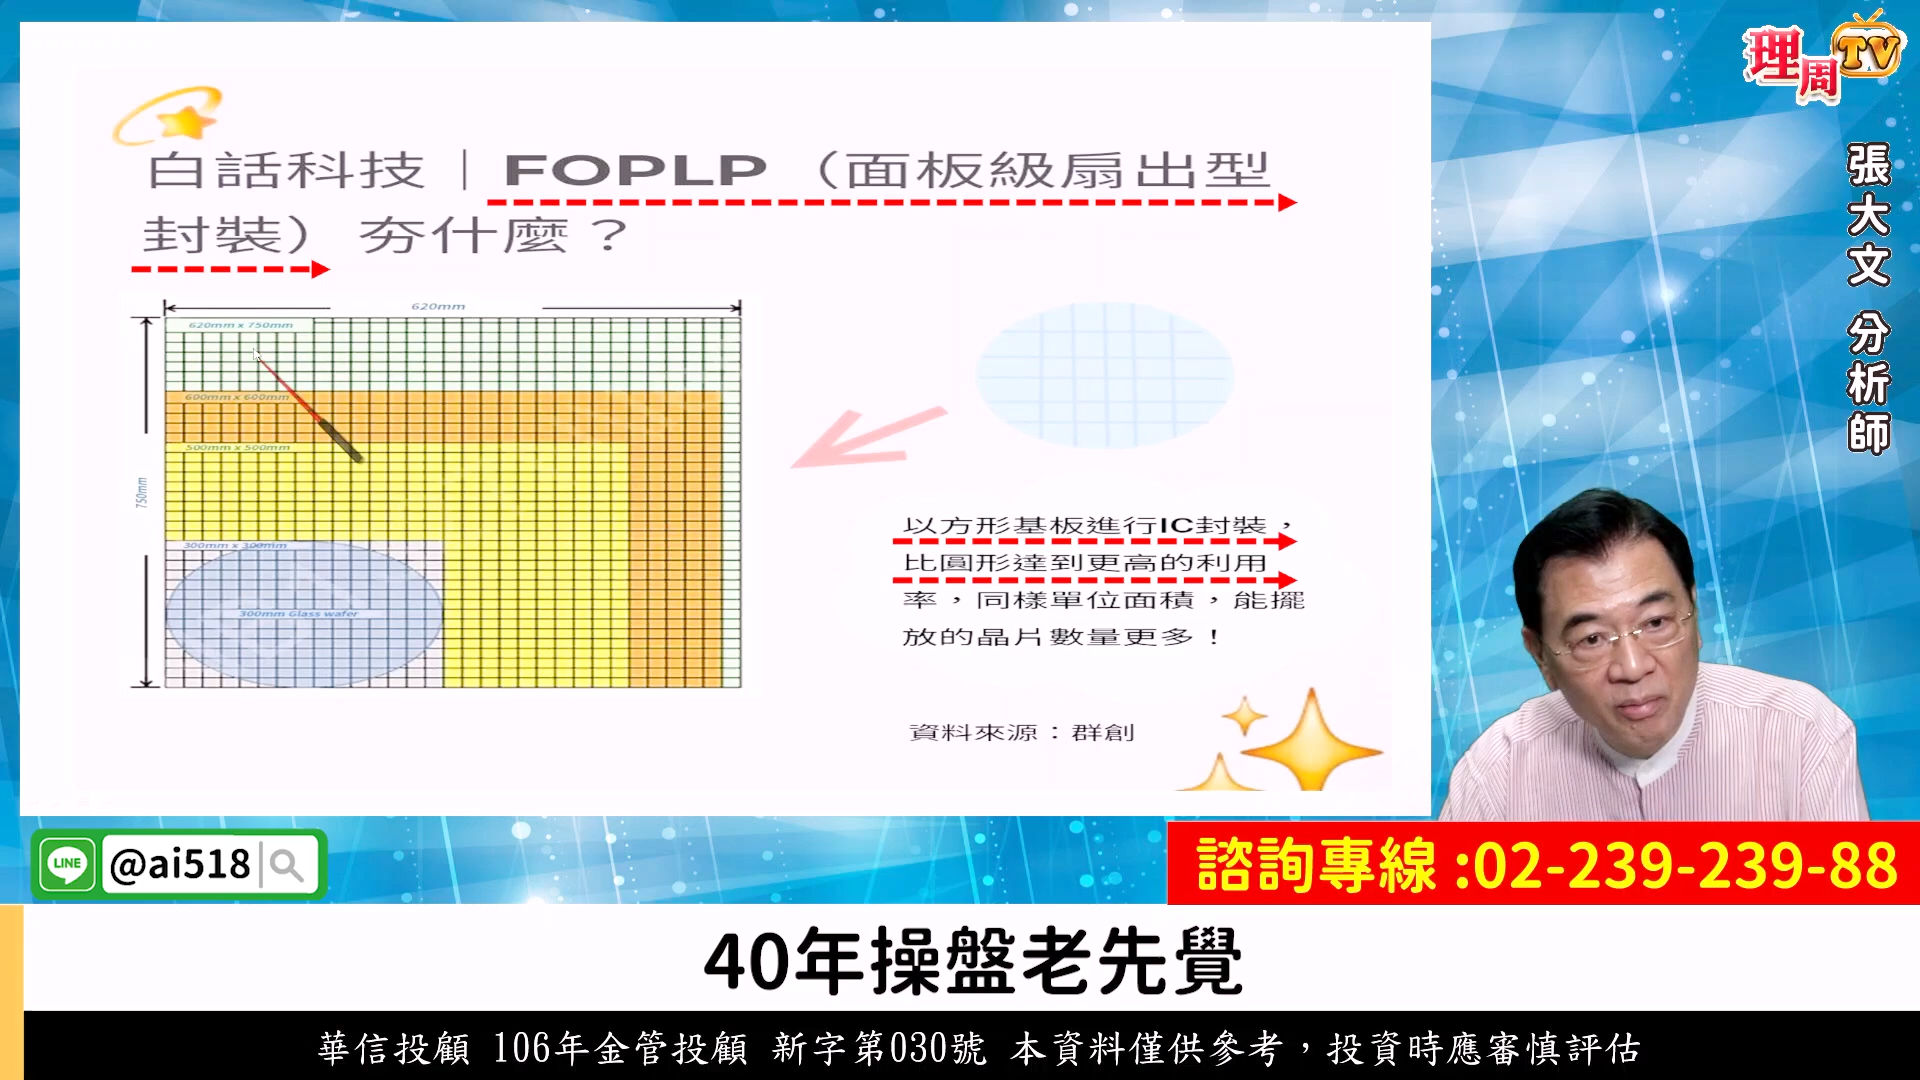 理周TV
張大文 分析師
白話科技｜FOPLP（面板級扇出型
封裝）夯什麼？
620mm
620mm x 750mm
600mm x 600mm
500mm x 500mm
750mm
300mm x 300mm
300mm Glass wafer
以方形基板進行IC封裝，
比圓形達到更高的利用
率，同樣單位面積，能擺
放的晶片數量更多！
資料來源：群創
LINE
@ai518
諮詢專線 :02-239-239-88
40年操盤老先覺
華信投顧 106年金管投顧 新字第030號 本資料僅供參考，投資時應審慎評估